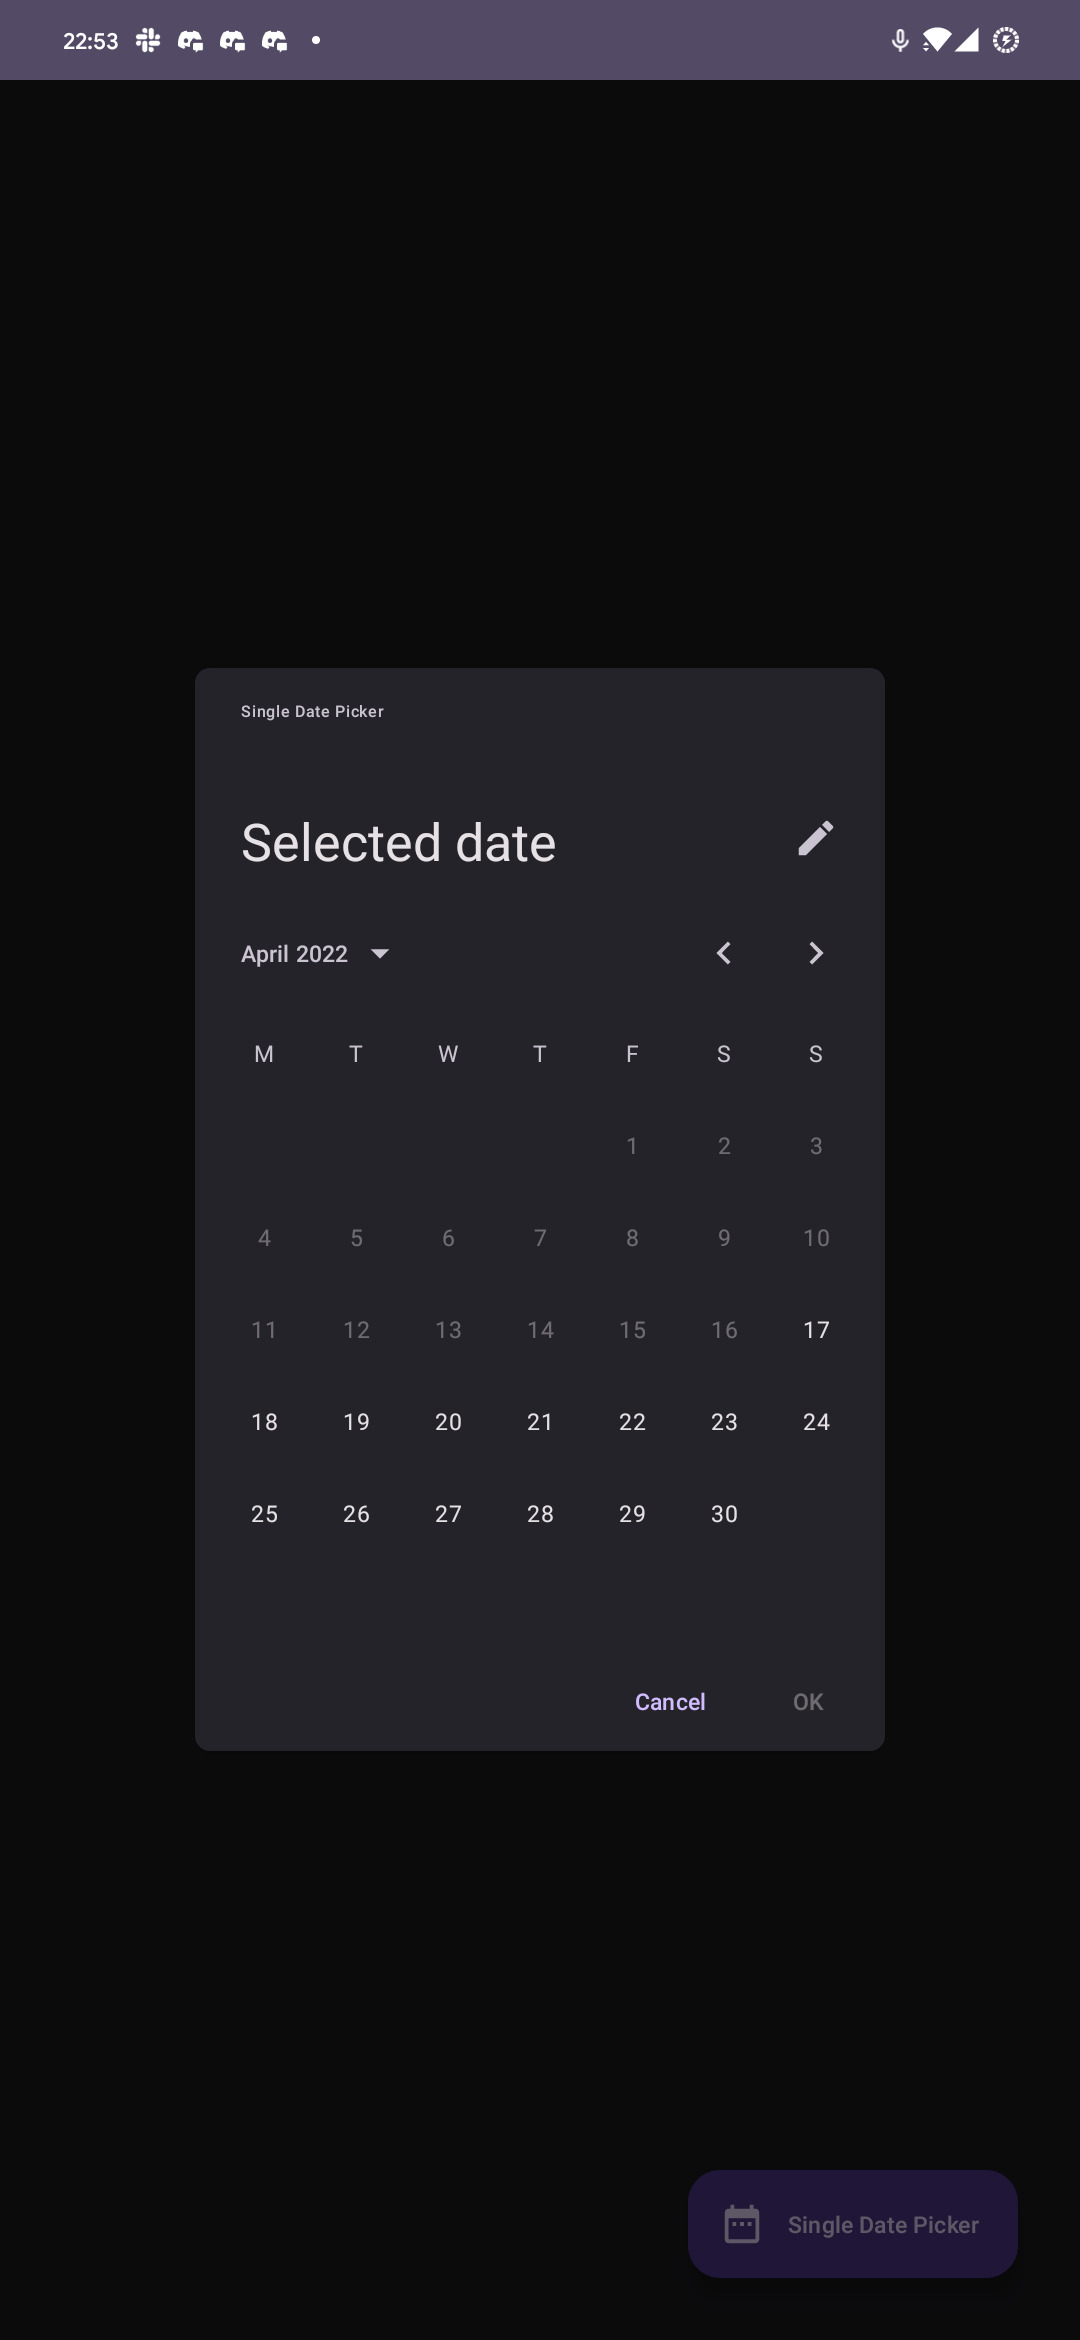 22:53
Single Date Picker
Selected date
April 2022
M T W T F S S
1 2 3
4 5 6 7 8 9 10
11 12 13 14 15 16 17
18 19 20 21 22 23 24
25 26 27 28 29 30
Cancel OK
Single Date Picker